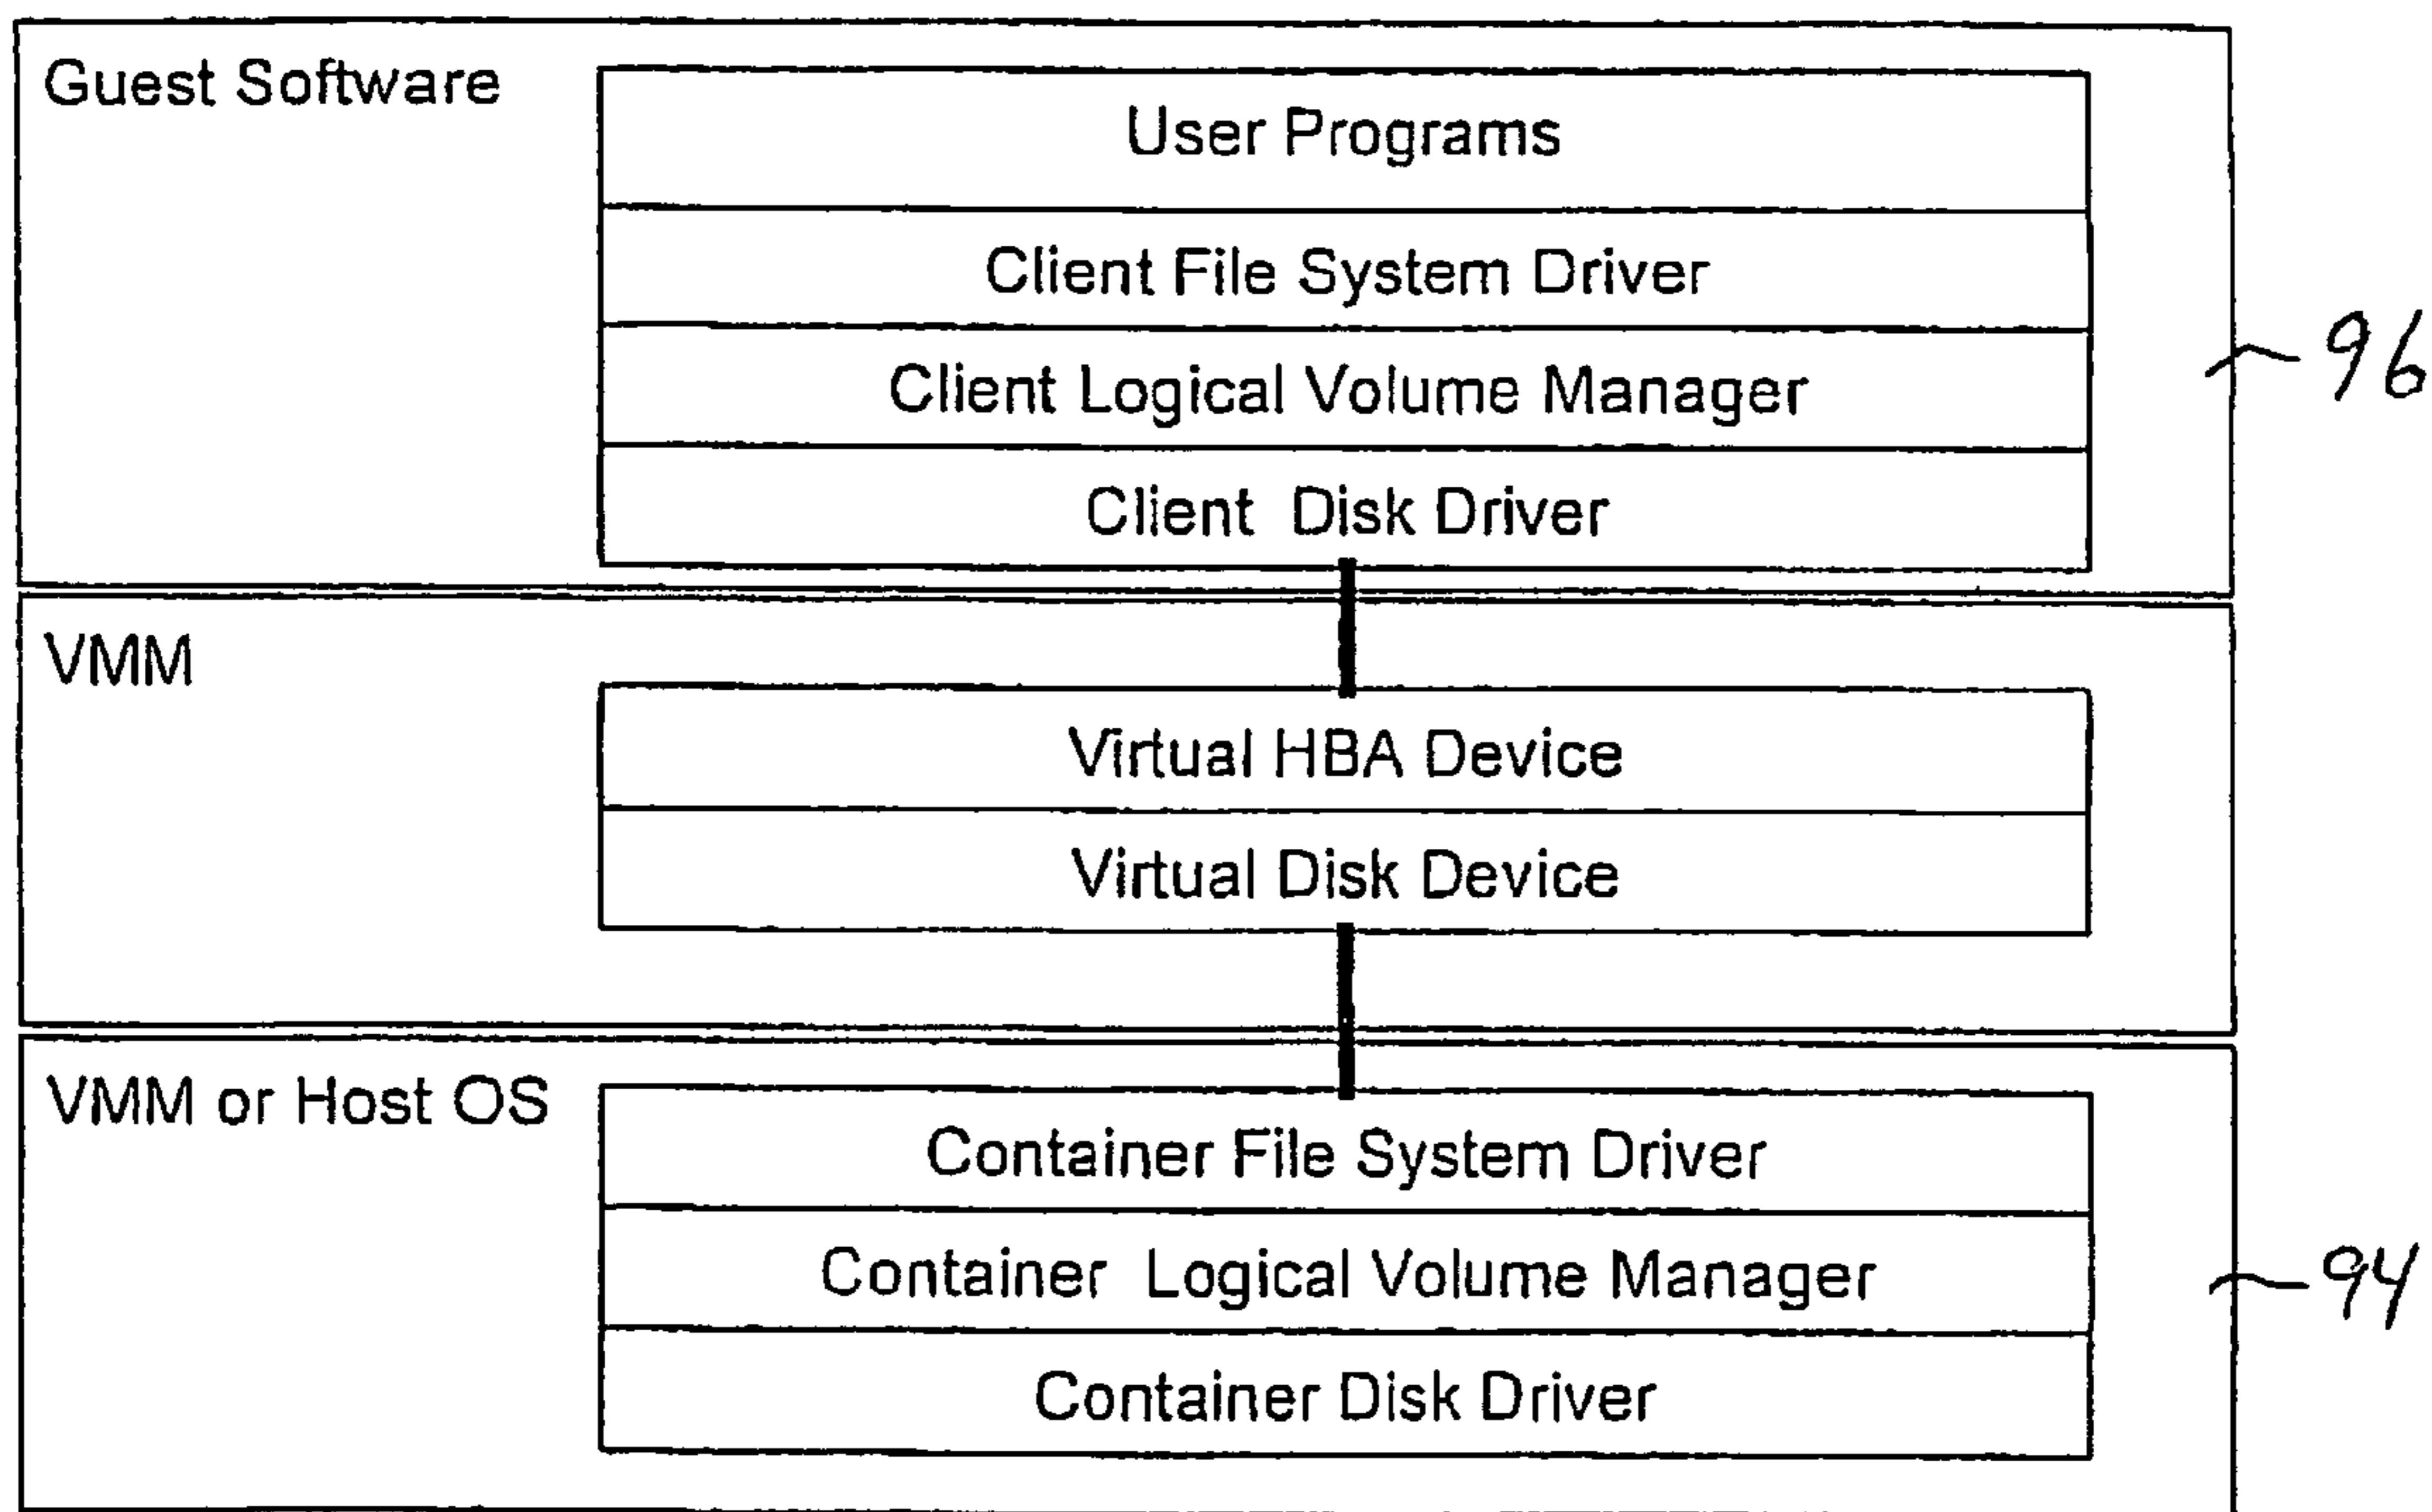 Guest Software
User Programs
Client File System Driver
Client Logical Volume Manager
Client Disk Driver
96
VMM
Virtual HBA Device
Virtual Disk Device
VMM or Host OS
Container File System Driver
Container Logical Volume Manager
Container Disk Driver
94